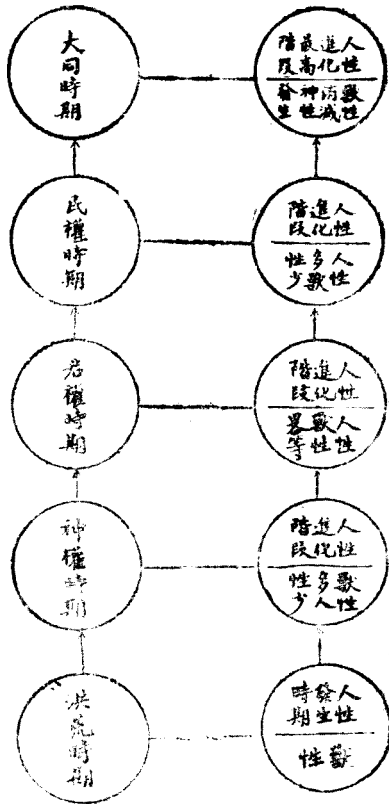 人性
進化
最高
階段
獸性
消滅
神性
發生
大同時期
人性
進化
階段
人性
多獸
性少
民權時期
人性
進化
階段
人性
獸性
畧等
君權時期
人性
進化
階段
獸性
多人
性少
神權時期
人性
發生
時期
獸性
洪荒時期